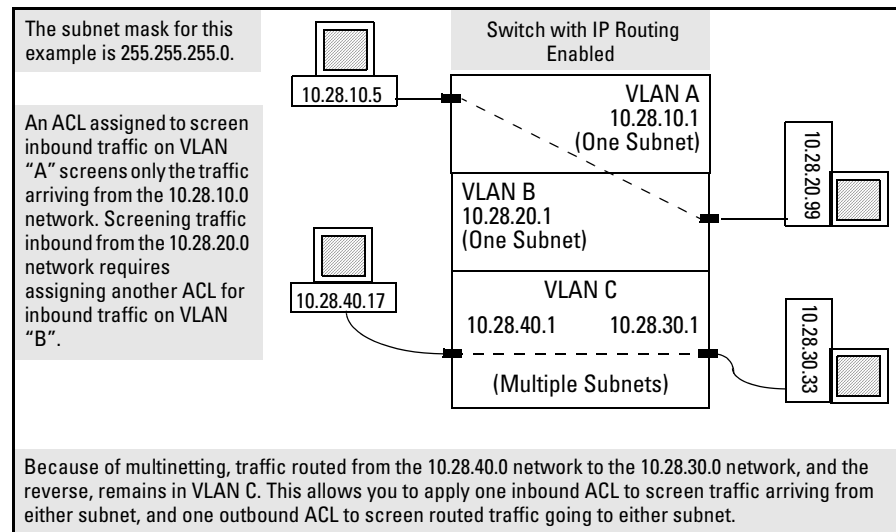 The subnet mask for this
example is 255.255.255.0.
Switch with IP Routing
Enabled
10.28.10.5
VLAN A
10.28.10.1
(One Subnet)
An ACL assigned to screen
inbound traffic on VLAN
“A” screens only the traffic
arriving from the 10.28.10.0
network. Screening traffic
inbound from the 10.28.20.0
network requires
assigning another ACL for
inbound traffic on VLAN
“B”.
10.28.20.99
VLAN B
10.28.20.1
(One Subnet)
10.28.40.17
VLAN C
10.28.40.1 10.28.30.1
(Multiple Subnets)
10.28.30.33
Because of multinetting, traffic routed from the 10.28.40.0 network to the 10.28.30.0 network, and the
reverse, remains in VLAN C. This allows you to apply one inbound ACL to screen traffic arriving from
either subnet, and one outbound ACL to screen routed traffic going to either subnet.